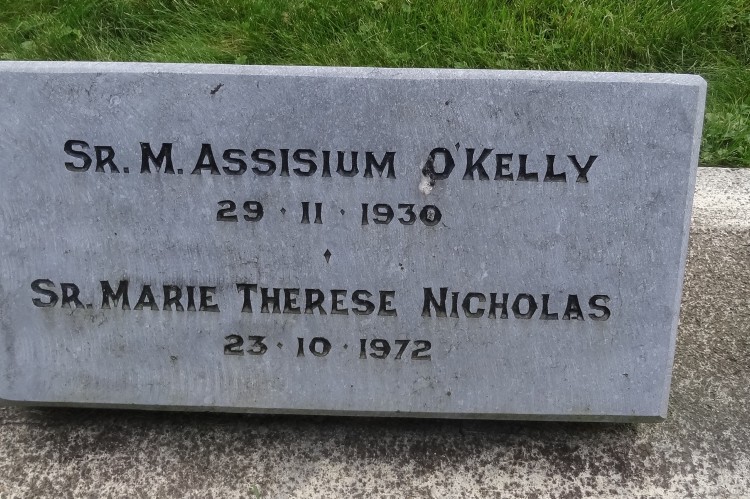 Sr. M. Assisium O'Kelly
29 · 11 · 1930
Sr. Marie Therese Nicholas
23 · 10 · 1972